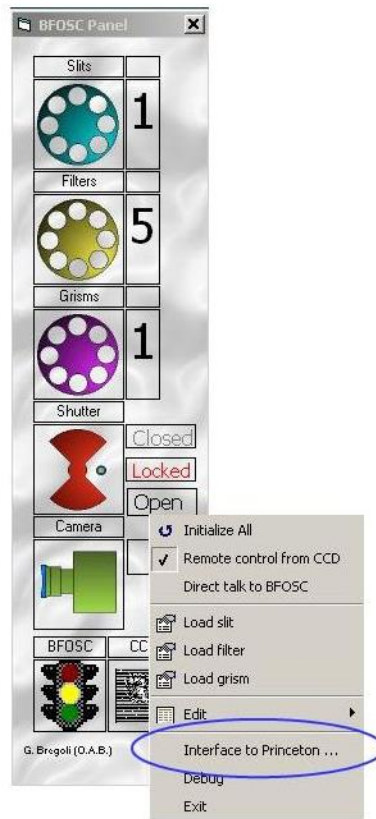 BFOSC Panel
Slits
1
Filters
5
Grisms
1
Shutter
Closed
Locked
Open
Camera
Initialize All
Remote control from CCD
Direct talk to BFOSC
Load slit
Load filter
Load grism
BFOSC
CC
Edit
G. Bregoli (O.A.B.)
Interface to Princeton ...
Debug
Exit